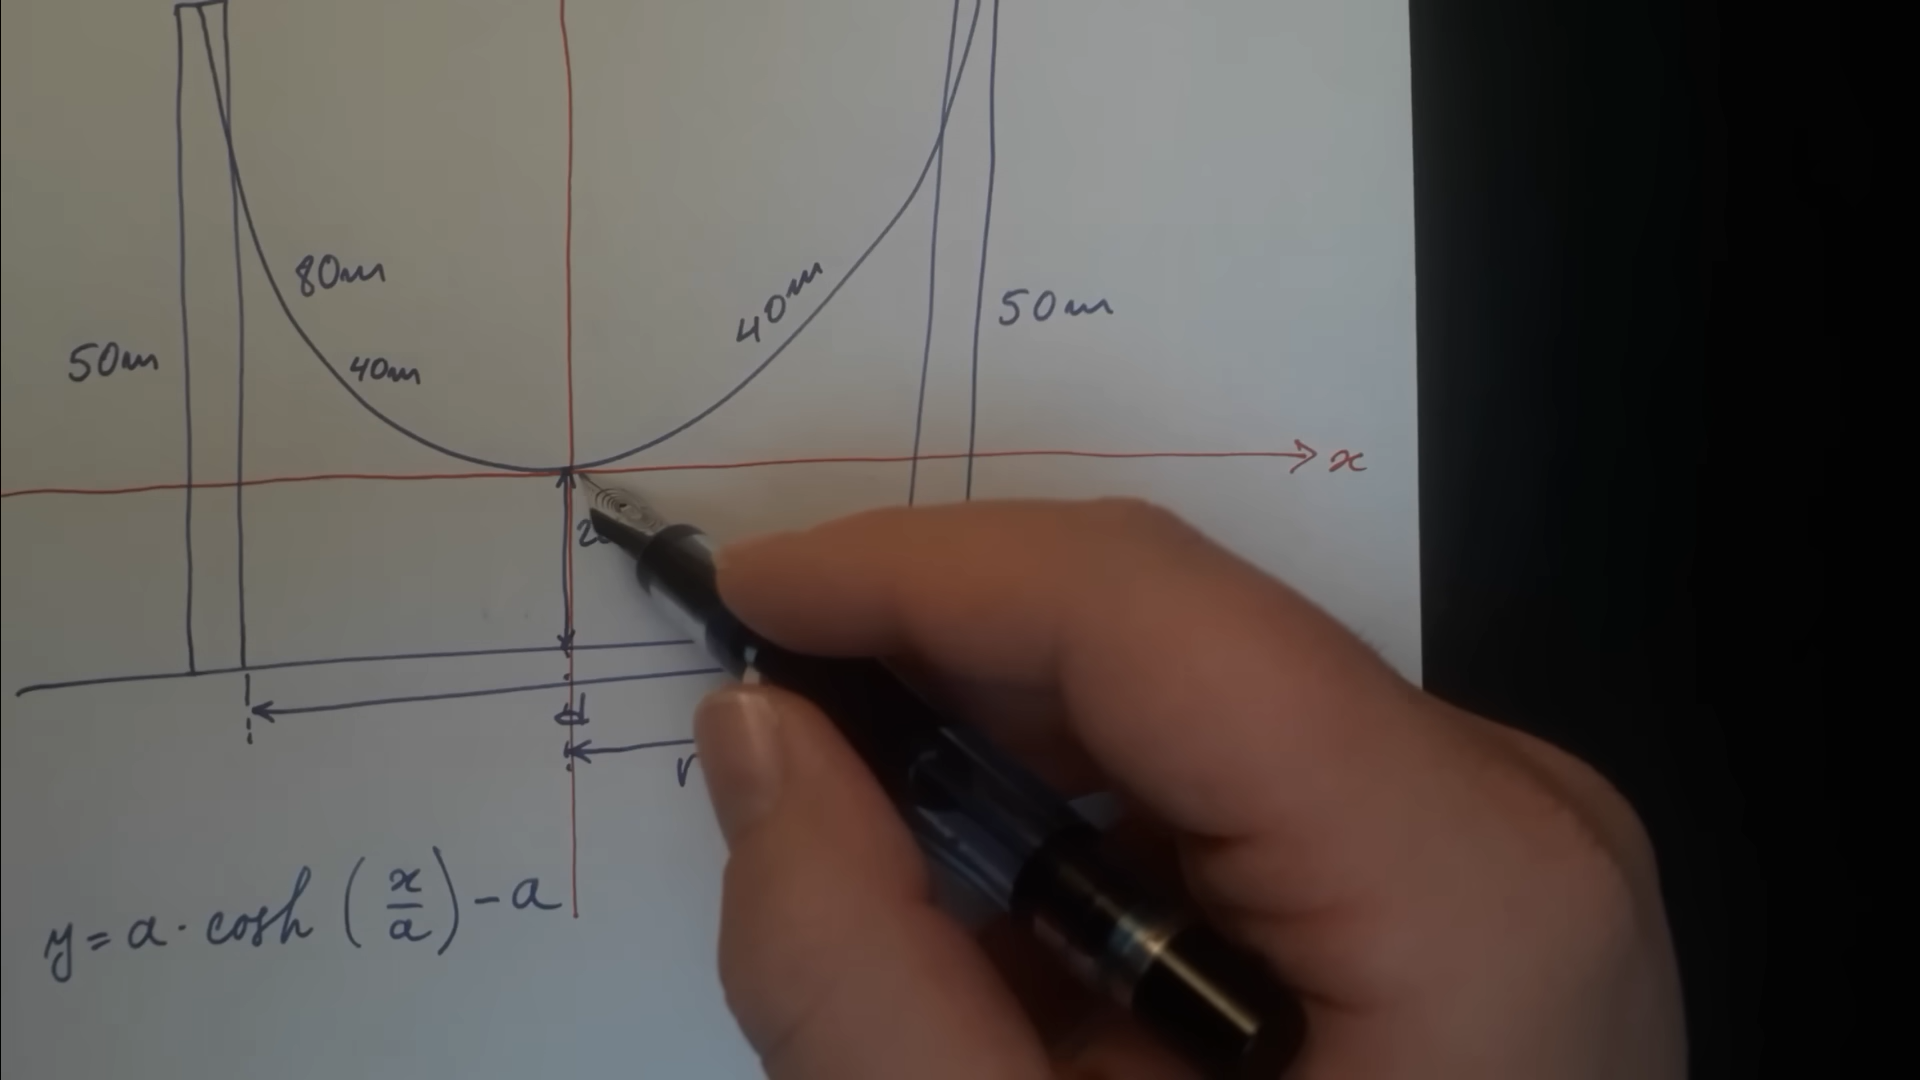 80m
40m
50m
40m
50m
x
d
r
y = a · cosh (x/a) - a